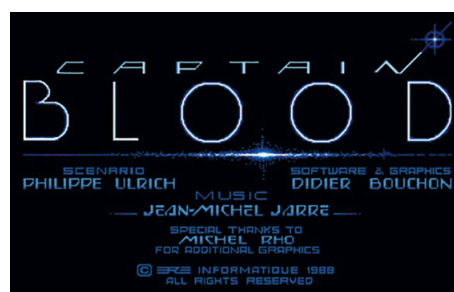 CAPTAIN
BLOOD
SCENARIO
PHILIPPE ULRICH
SOFTWARE & GRAPHICS
DIDIER BOUCHON
MUSIC
JEAN-MICHEL JARRE
SPECIAL THANKS TO
MICHEL RHO
FOR ADDITIONAL GRAPHICS
© ERE INFORMATIQUE 1988
ALL RIGHTS RESERVED